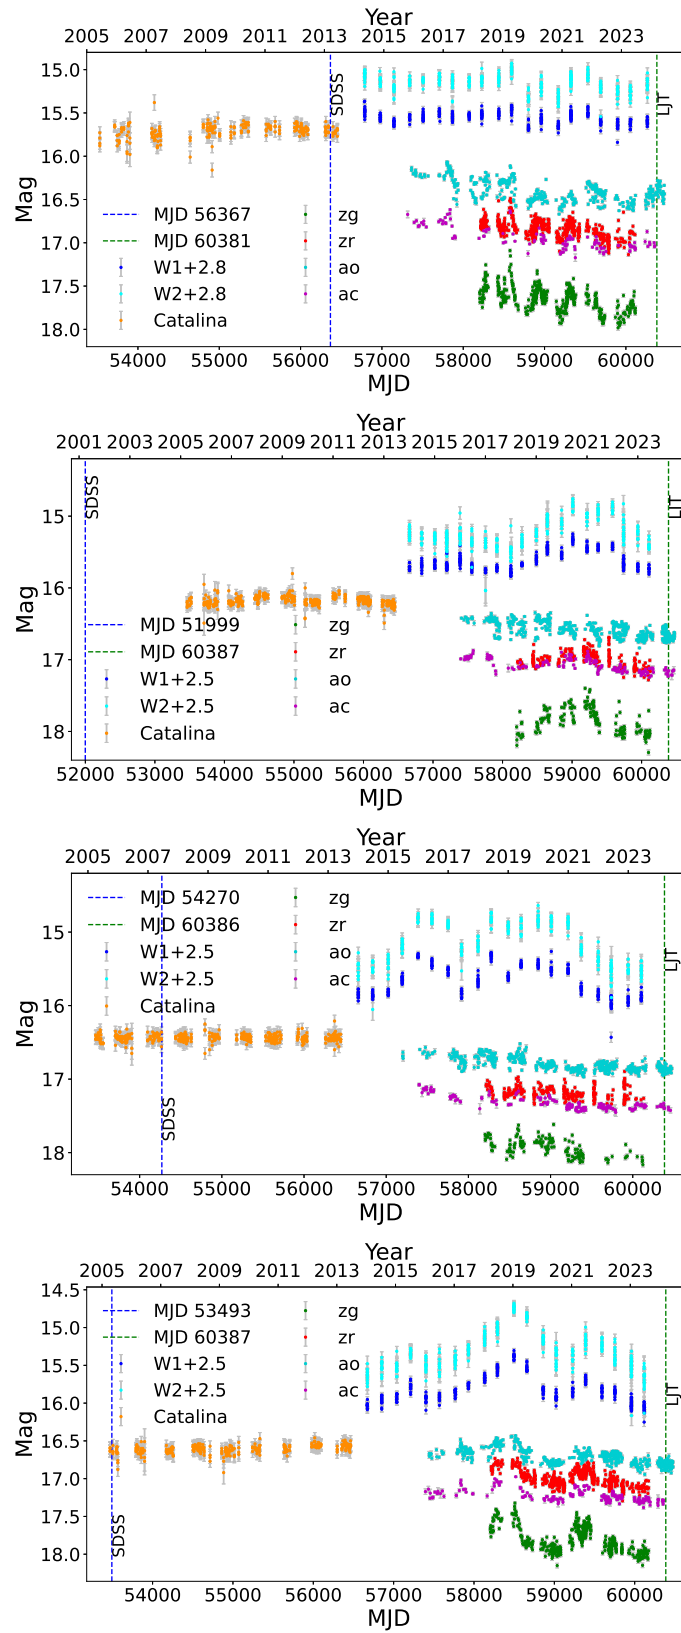 Year
2005 2007 2009 2011 2013 2015 2017 2019 2021 2023
15.0
15.5
16.0
16.5
17.0
17.5
18.0
Mag
SDSS
LJT
MJD 56367
MJD 60381
W1+2.8
W2+2.8
Catalina
zg
zr
ao
ac
54000 55000 56000 57000 58000 59000 60000
MJD
Year
2001 2003 2005 2007 2009 2011 2013 2015 2017 2019 2021 2023
15
16
17
18
Mag
SDSS
LJT
MJD 51999
MJD 60387
W1+2.5
W2+2.5
Catalina
zg
zr
ao
ac
52000 53000 54000 55000 56000 57000 58000 59000 60000
MJD
Year
2005 2007 2009 2011 2013 2015 2017 2019 2021 2023
15
16
17
18
Mag
SDSS
LJT
MJD 54270
MJD 60386
W1+2.5
W2+2.5
Catalina
zg
zr
ao
ac
54000 55000 56000 57000 58000 59000 60000
MJD
Year
2005 2007 2009 2011 2013 2015 2017 2019 2021 2023
14.5
15.0
15.5
16.0
16.5
17.0
17.5
18.0
Mag
SDSS
LJT
MJD 53493
MJD 60387
W1+2.5
W2+2.5
Catalina
zg
zr
ao
ac
54000 55000 56000 57000 58000 59000 60000
MJD